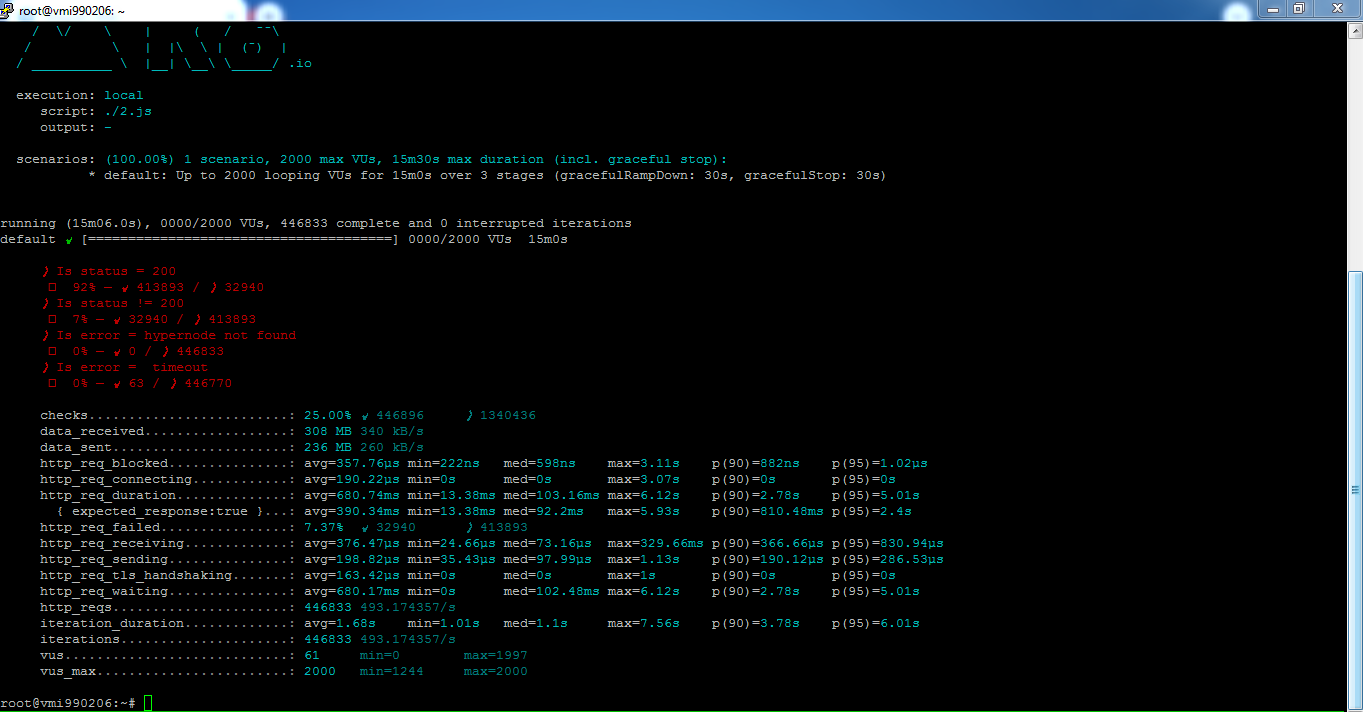 root@vmi990206: ~
.io
execution: local
script: ./2.js
output: -
scenarios: (100.00%) 1 scenario, 2000 max VUs, 15m30s max duration (incl. graceful stop):
* default: Up to 2000 looping VUs for 15m0s over 3 stages (gracefulRampDown: 30s, gracefulStop: 30s)
running (15m06.0s), 0000/2000 VUs, 446833 complete and 0 interrupted iterations
default ✓ [======================================] 0000/2000 VUs  15m0s
✗ Is status = 200
↳  92% — ✓ 413893 / ✗ 32940
✗ Is status != 200
↳  7% — ✓ 32940 / ✗ 413893
✗ Is error = hypernode not found
↳  0% — ✓ 0 / ✗ 446833
✗ Is error =  timeout
↳  0% — ✓ 63 / ✗ 446770
checks.........................: 25.00% ✓ 446896     ✗ 1340436
data_received..................: 308 MB 340 kB/s
data_sent......................: 236 MB 260 kB/s
http_req_blocked...............: avg=357.76µs min=222ns   med=598ns    max=3.11s    p(90)=882ns    p(95)=1.02µs
http_req_connecting............: avg=190.22µs min=0s      med=0s       max=3.07s    p(90)=0s       p(95)=0s
http_req_duration..............: avg=680.74ms min=13.38ms med=103.16ms max=6.12s    p(90)=2.78s    p(95)=5.01s
{ expected_response:true }...: avg=390.34ms min=13.38ms med=92.2ms   max=5.93s    p(90)=810.48ms p(95)=2.4s
http_req_failed................: 7.37%  ✓ 32940      ✗ 413893
http_req_receiving.............: avg=376.47µs min=24.66µs med=73.16µs  max=329.66ms p(90)=366.66µs p(95)=830.94µs
http_req_sending...............: avg=198.82µs min=35.43µs med=97.99µs  max=1.13s    p(90)=190.12µs p(95)=286.53µs
http_req_tls_handshaking.......: avg=163.42µs min=0s      med=0s       max=1s       p(90)=0s       p(95)=0s
http_req_waiting...............: avg=680.17ms min=0s      med=102.48ms max=6.12s    p(90)=2.78s    p(95)=5.01s
http_reqs......................: 446833 493.174357/s
iteration_duration.............: avg=1.68s    min=1.01s   med=1.1s     max=7.56s    p(90)=3.78s    p(95)=6.01s
iterations.....................: 446833 493.174357/s
vus............................: 61     min=0        max=1997
vus_max........................: 2000   min=1244     max=2000
root@vmi990206:~#